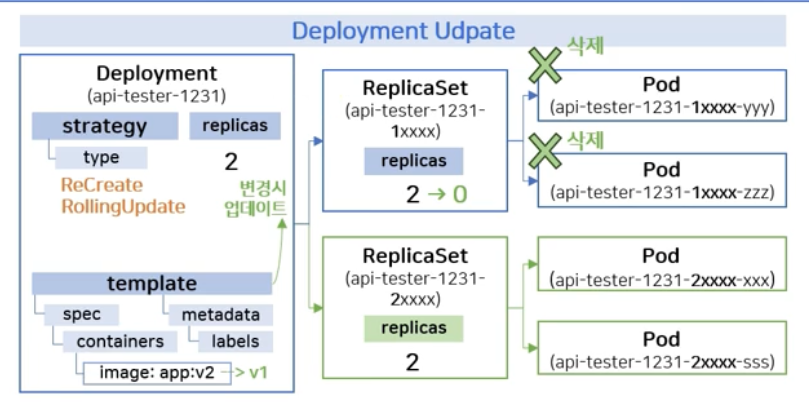 Deployment Udpate
Deployment
(api-tester-1231)
strategy
replicas
type
2
ReCreate
RollingUpdate
변경시
업데이트
template
spec
metadata
containers
labels
image: app:v2 -> v1
ReplicaSet
(api-tester-1231-
1xxxx)
replicas
2 → 0
삭제
Pod
(api-tester-1231-1xxxx-yyy)
삭제
Pod
(api-tester-1231-1xxxx-zzz)
ReplicaSet
(api-tester-1231-
2xxxx)
replicas
2
Pod
(api-tester-1231-2xxxx-xxx)
Pod
(api-tester-1231-2xxxx-sss)